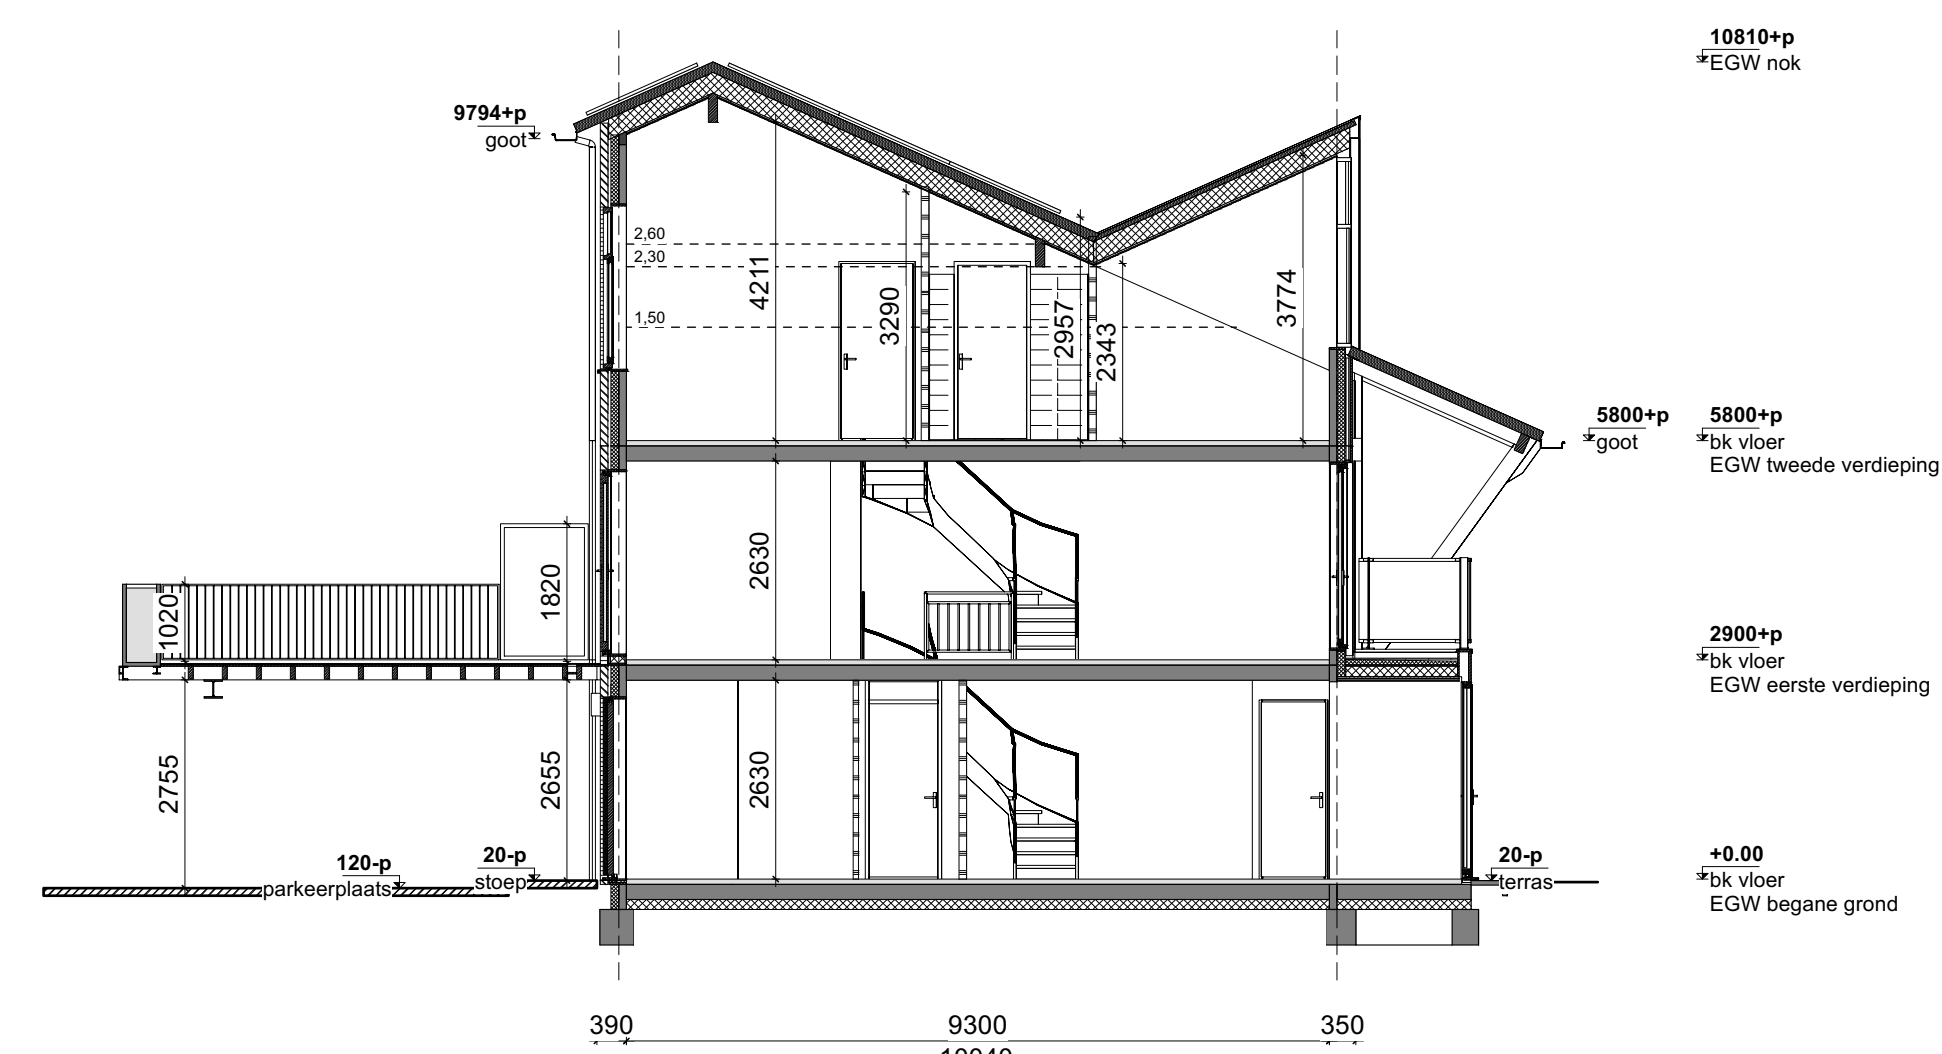 10810+p
EGW nok
9794+p
goot
2,60
2,30
1,50
4211
3290
2957
2343
3774
5800+p
goot
5800+p
bk vloer
EGW tweede verdieping
2630
1020
1820
2900+p
bk vloer
EGW eerste verdieping
2755
2655
2630
120-p
parkeerplaats
20-p
stoep
20-p
terras
+0.00
bk vloer
EGW begane grond
390
9300
350